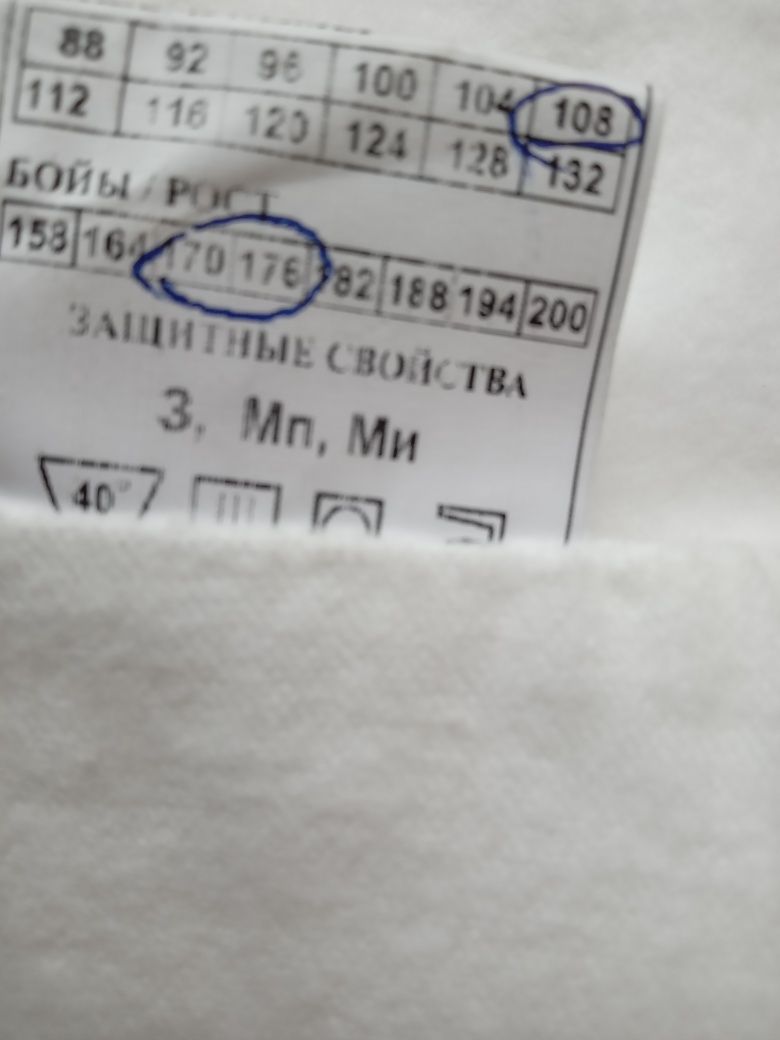 88 92 96 100 104 108
112 116 120 124 128 132
БОЙЫ / РОСТ
158 164 170 176 182 188 194 200
ЗАЩИТНЫЕ СВОЙСТВА
З, Мп, Ми
40°